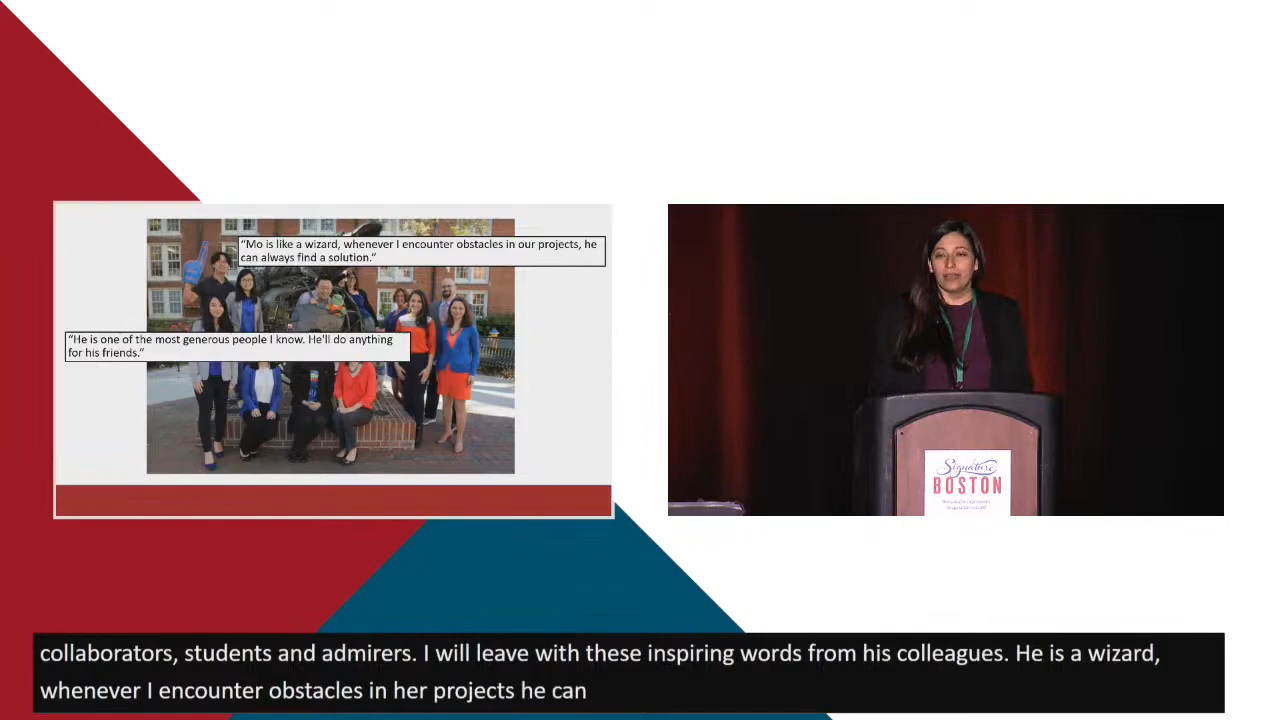 “Mo is like a wizard, whenever I encounter obstacles in our projects, he
can always find a solution.”
“He is one of the most generous people I know. He'll do anything
for his friends.”
Signature
BOSTON
collaborators, students and admirers. I will leave with these inspiring words from his colleagues. He is a wizard,
whenever I encounter obstacles in her projects he can